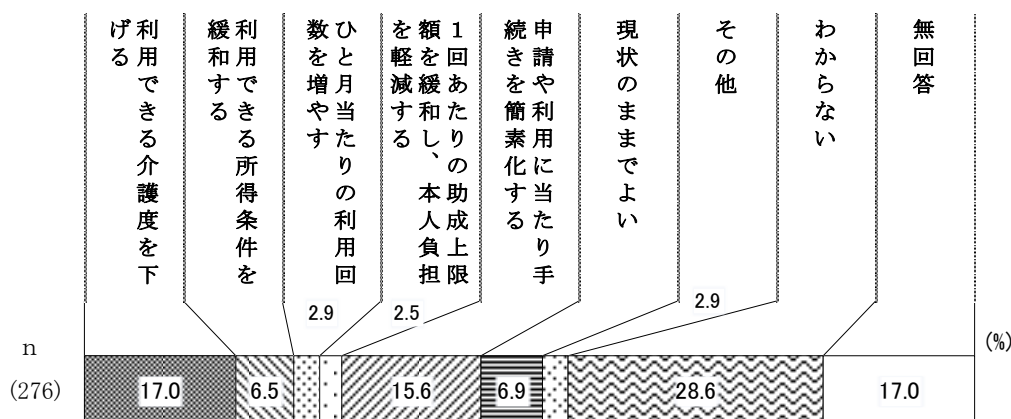 利用できる介護度を下
げる
利用できる所得条件を
緩和する
ひと月当たりの利用回
数を増やす
1回あたりの助成上限
額を緩和し、本人負担
を軽減する
申請や利用に当たり手
続きを簡素化する
現状のままでよい
その他
わからない
無回答
2.9
2.5
2.9
(%)
n
(276)
17.0
6.5
15.6
6.9
28.6
17.0